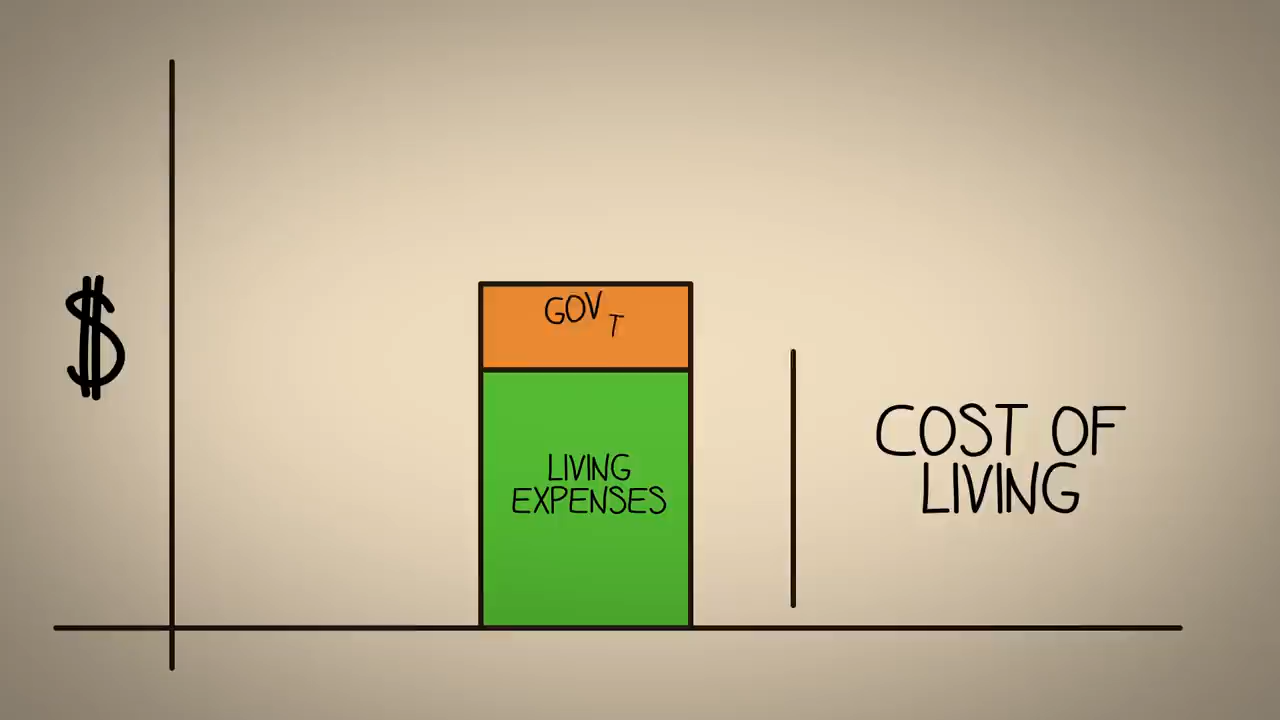 $
GOVT
LIVING
EXPENSES
COST OF
LIVING